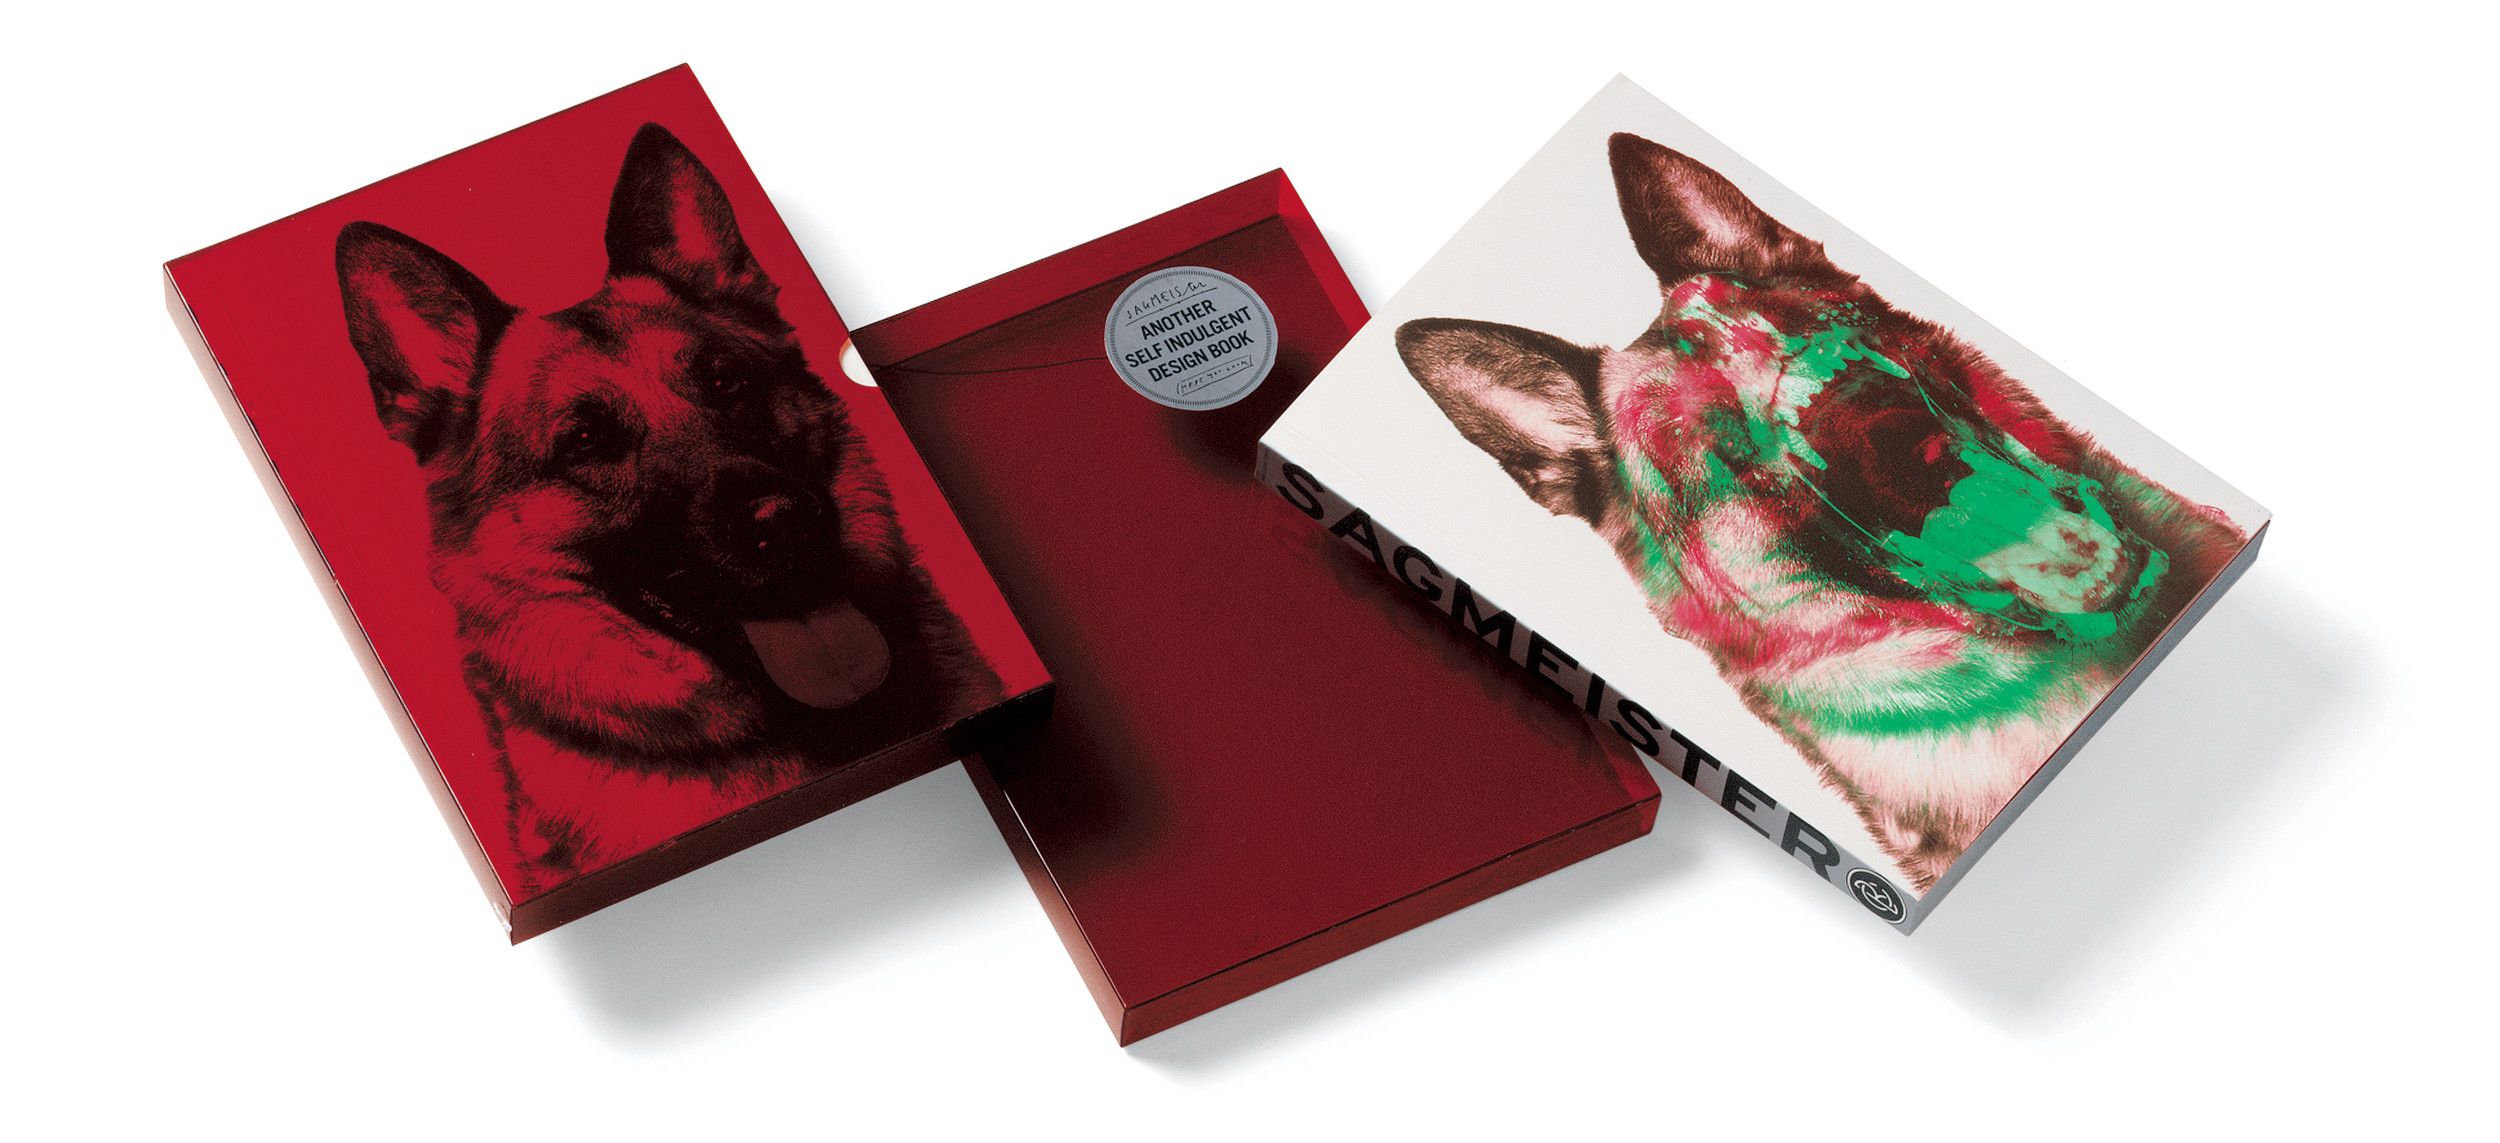 SAGMEISTER
ANOTHER
SELF INDULGENT
DESIGN BOOK
SAGMEISTER